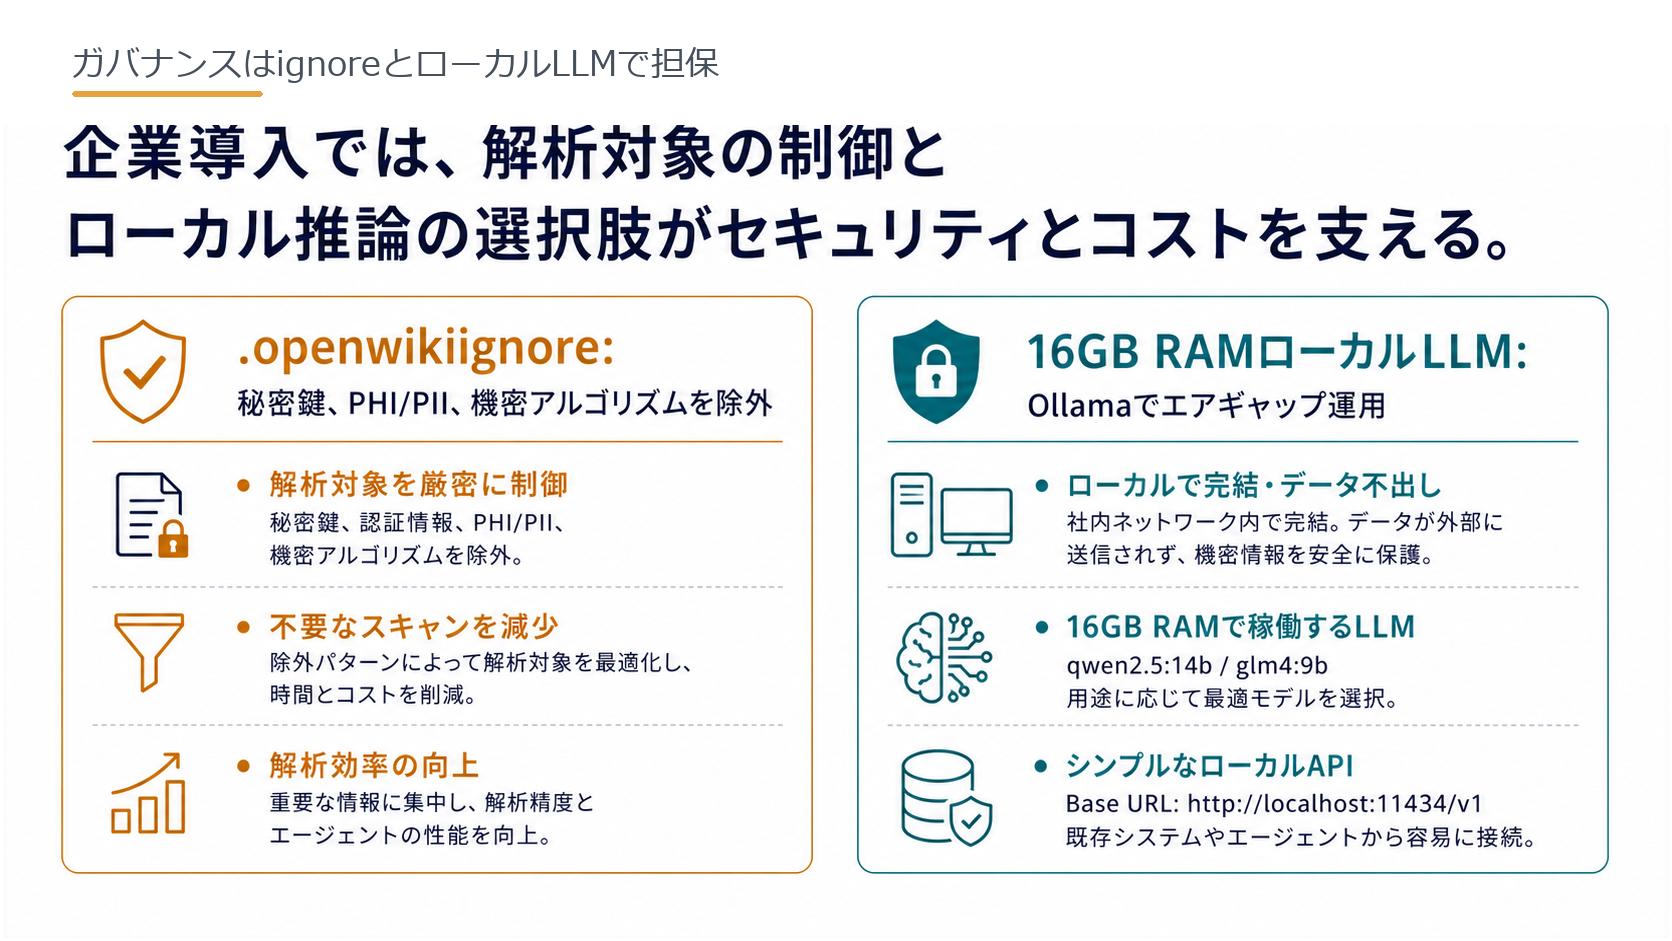 ガバナンスはignoreとローカルLLMで担保
企業導入では、解析対象の制御と
ローカル推論の選択肢がセキュリティとコストを支える。
.openwikiignore:
秘密鍵、PHI/PII、機密アルゴリズムを除外
• 解析対象を厳密に制御
秘密鍵、認証情報、PHI/PII、
機密アルゴリズムを除外。
• 不要なスキャンを減少
除外パターンによって解析対象を最適化し、
時間とコストを削減。
• 解析効率の向上
重要な情報に集中し、解析精度と
エージェントの性能を向上。
16GB RAMローカルLLM:
Ollamaでエアギャップ運用
• ローカルで完結・データ不出し
社内ネットワーク内で完結。データが外部に
送信されず、機密情報を安全に保護。
• 16GB RAMで稼働するLLM
qwen2.5:14b / glm4:9b
用途に応じて最適モデルを選択。
• シンプルなローカルAPI
Base URL: http://localhost:11434/v1
既存システムやエージェントから容易に接続。